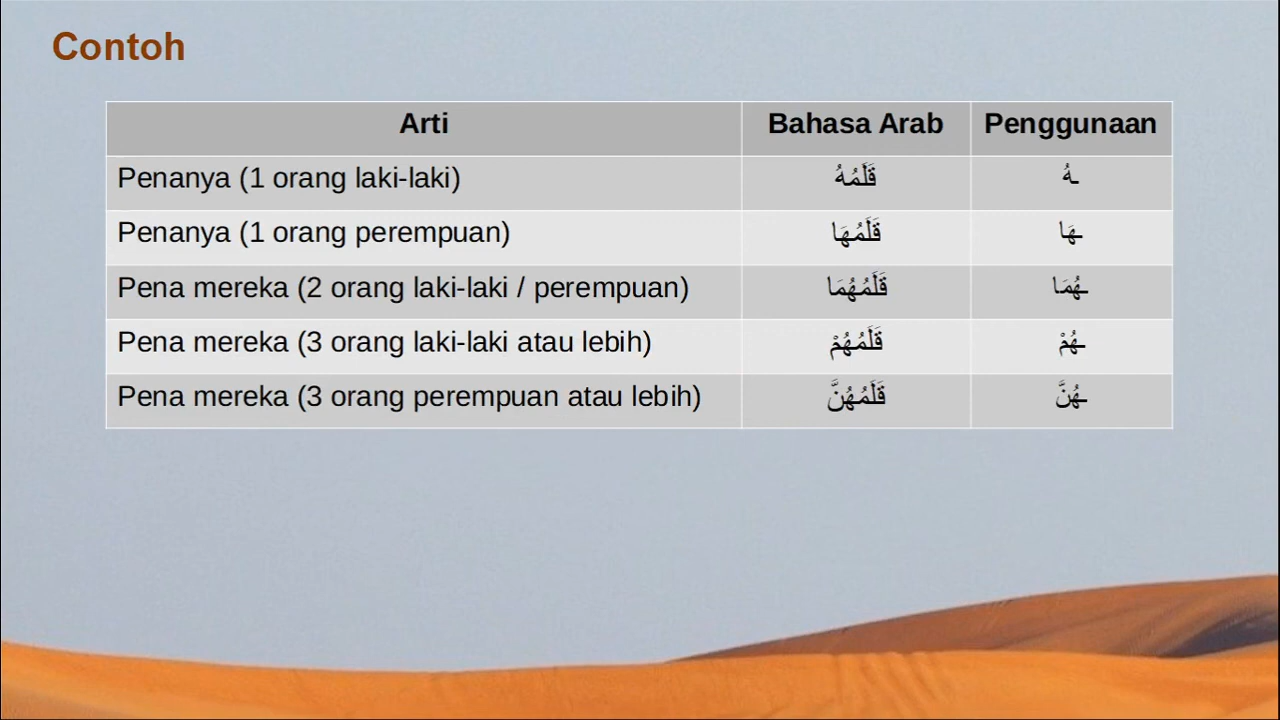 Contoh
Arti Bahasa Arab Penggunaan
Penanya (1 orang laki-laki) قَلَمُهُ ـهُ
Penanya (1 orang perempuan) قَلَمُهَا ـهَا
Pena mereka (2 orang laki-laki / perempuan) قَلَمُهُمَا ـهُمَا
Pena mereka (3 orang laki-laki atau lebih) قَلَمُهُمْ ـهُمْ
Pena mereka (3 orang perempuan atau lebih) قَلَمُهُنَّ ـهُنَّ